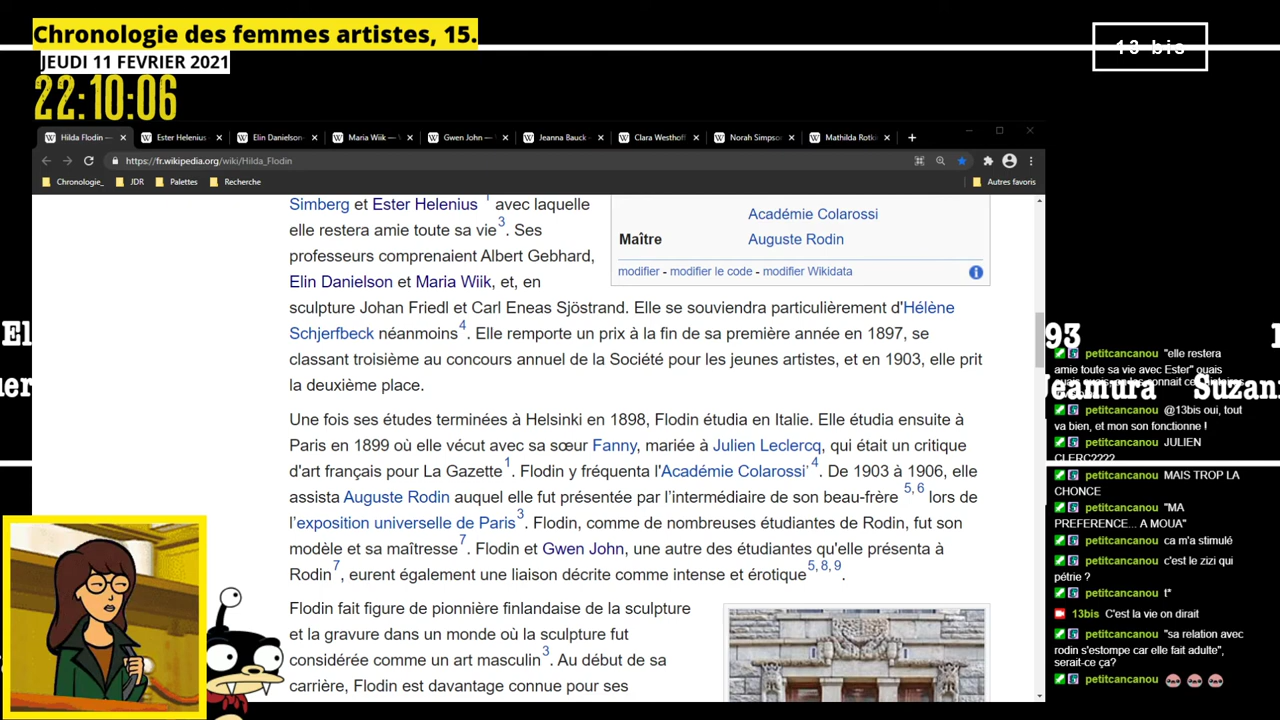 Chronologie des femmes artistes, 15.
JEUDI 11 FEVRIER 2021
22:10:06
13 bis
Hilda Flodin —
Ester Helenius
Elin Danielson-
Maria Wiik —
Gwen John —
Jeanna Bauck
Clara Westhoff
Norah Simpson
Mathilda Rotki
https://fr.wikipedia.org/wiki/Hilda_Flodin
Chronologie_
JDR
Palettes
Recherche
Autres favoris
Simberg et Ester Helenius 1 avec laquelle
elle restera amie toute sa vie3. Ses
professeurs comprenaient Albert Gebhard,
Elin Danielson et Maria Wiik, et, en
sculpture Johan Friedl et Carl Eneas Sjöstrand. Elle se souviendra particulièrement d'Hélène
Schjerfbeck néanmoins4. Elle remporte un prix à la fin de sa première année en 1897, se
classant troisième au concours annuel de la Société pour les jeunes artistes, et en 1903, elle prit
la deuxième place.
Académie Colarossi
Maître Auguste Rodin
modifier - modifier le code - modifier Wikidata
Une fois ses études terminées à Helsinki en 1898, Flodin étudia en Italie. Elle étudia ensuite à
Paris en 1899 où elle vécut avec sa sœur Fanny, mariée à Julien Leclercq, qui était un critique
d'art français pour La Gazette1. Flodin y fréquenta l'Académie Colarossi' 4. De 1903 à 1906, elle
assista Auguste Rodin auquel elle fut présentée par l'intermédiaire de son beau-frère 5, 6 lors de
l'exposition universelle de Paris3. Flodin, comme de nombreuses étudiantes de Rodin, fut son
modèle et sa maîtresse7. Flodin et Gwen John, une autre des étudiantes qu'elle présenta à
Rodin7, eurent également une liaison décrite comme intense et érotique5, 8, 9.
Flodin fait figure de pionnière finlandaise de la sculpture
et la gravure dans un monde où la sculpture fut
considérée comme un art masculin3. Au début de sa
carrière, Flodin est davantage connue pour ses
El
uer
93
Jeamura Suzan
petitcancanou "elle restera
amie toute sa vie avec Ester" ouais
petitcancanou @13bis oui, tout
va bien, et mon son fonctionne !
petitcancanou JULIEN
CLERC????
petitcancanou MAIS TROP LA
CHONCE
petitcancanou "MA
PREFERENCE... A MOUA"
petitcancanou ca m'a stimulé
petitcancanou c'est le zizi qui
pétrie ?
petitcancanou t*
13bis C'est la vie on dirait
petitcancanou "sa relation avec
rodin s'estompe car elle fait adulte",
serait-ce ça?
petitcancanou